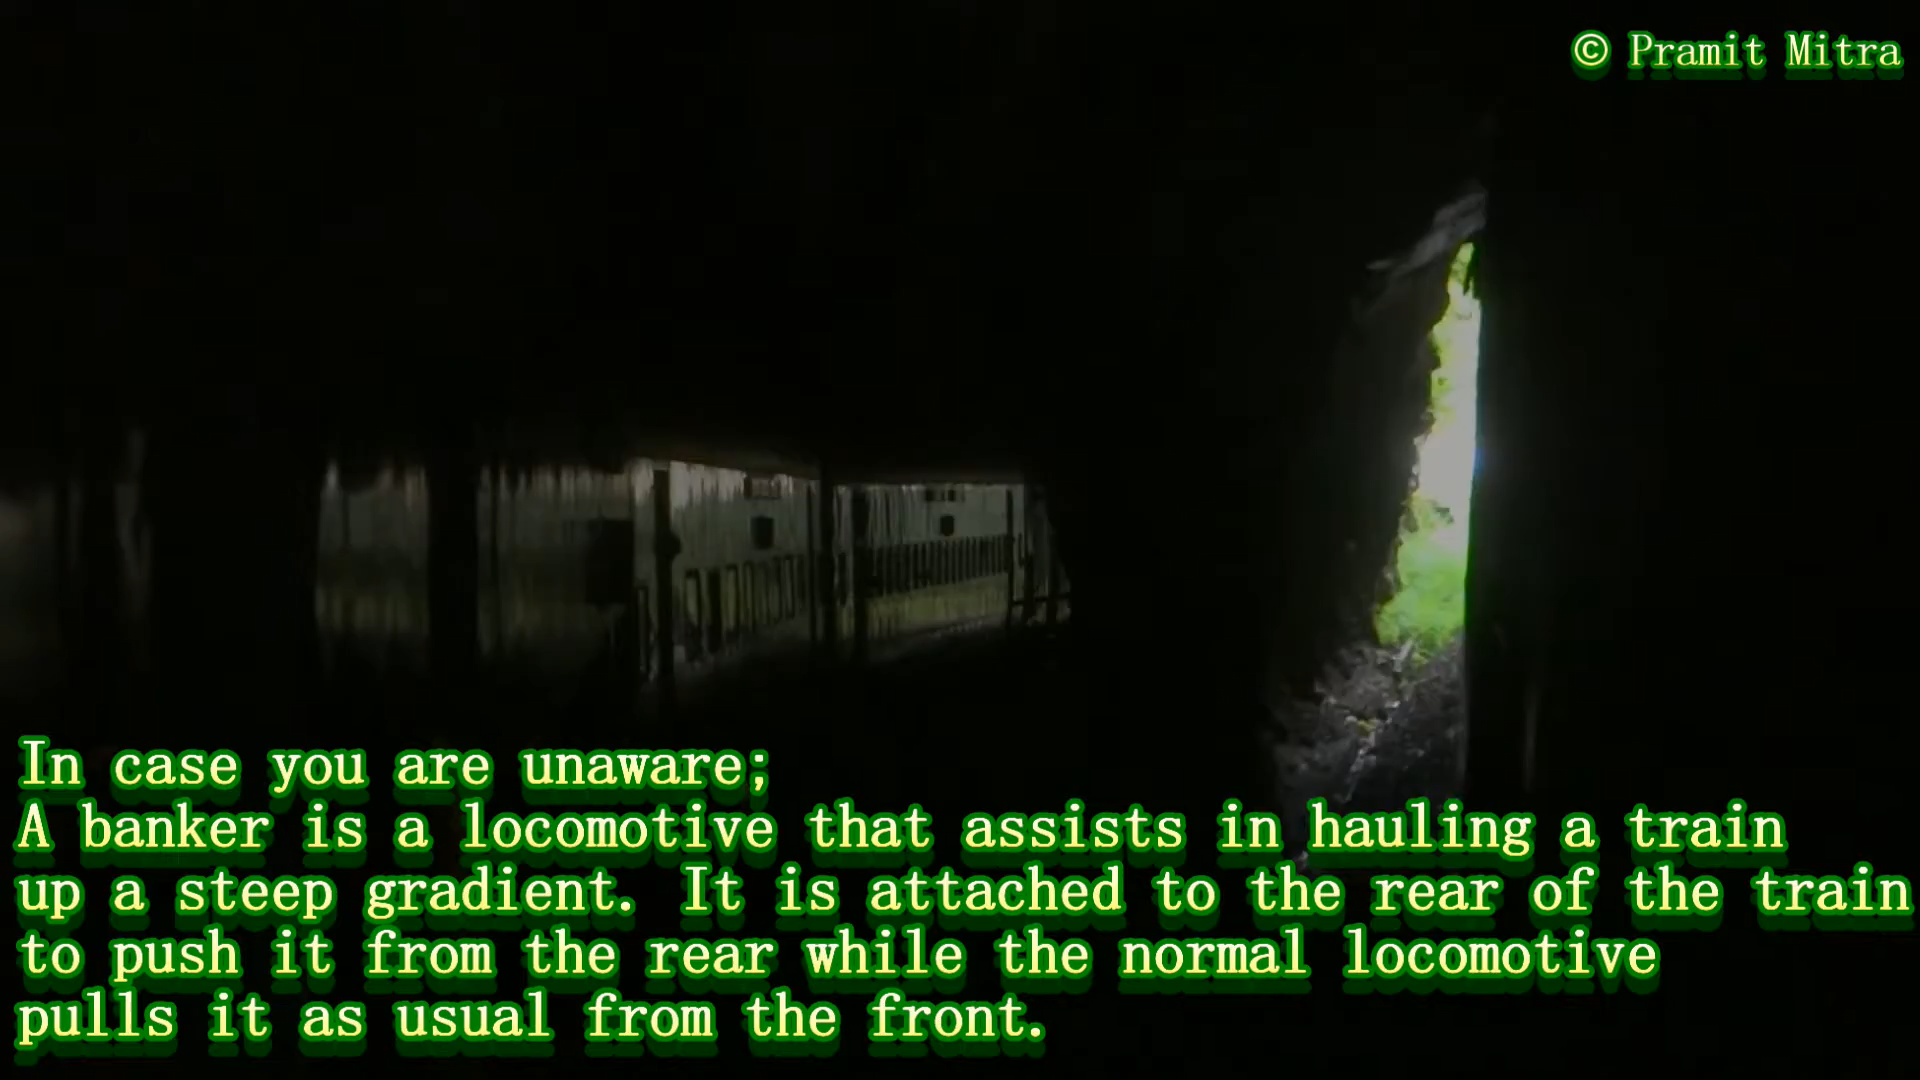 © Pramit Mitra
In case you are unaware;
A banker is a locomotive that assists in hauling a train
up a steep gradient. It is attached to the rear of the train
to push it from the rear while the normal locomotive
pulls it as usual from the front.